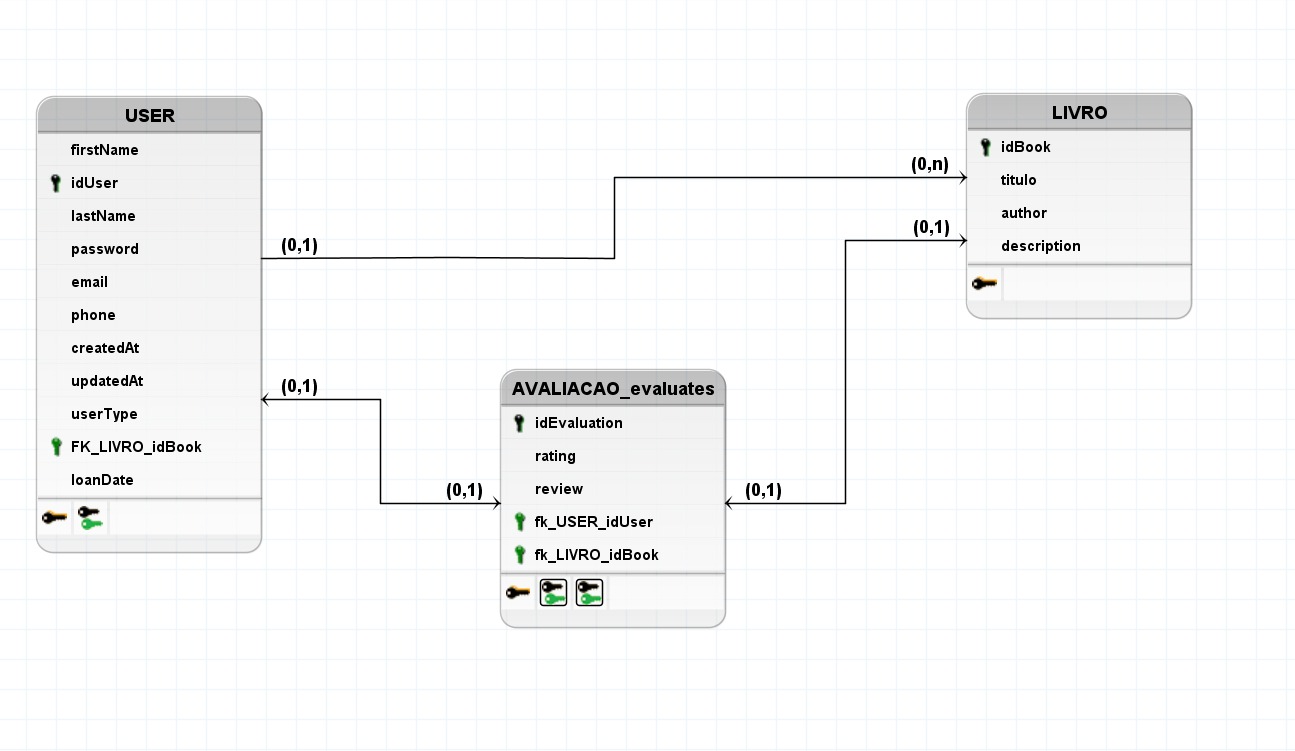 USER
firstName
idUser
lastName
password
email
phone
createdAt
updatedAt
userType
FK_LIVRO_idBook
loanDate
(0,1)
(0,n)
LIVRO
idBook
titulo
author
description
(0,1)
(0,1)
(0,1)
AVALIACAO_evaluates
idEvaluation
rating
review
fk_USER_idUser
fk_LIVRO_idBook
(0,1)